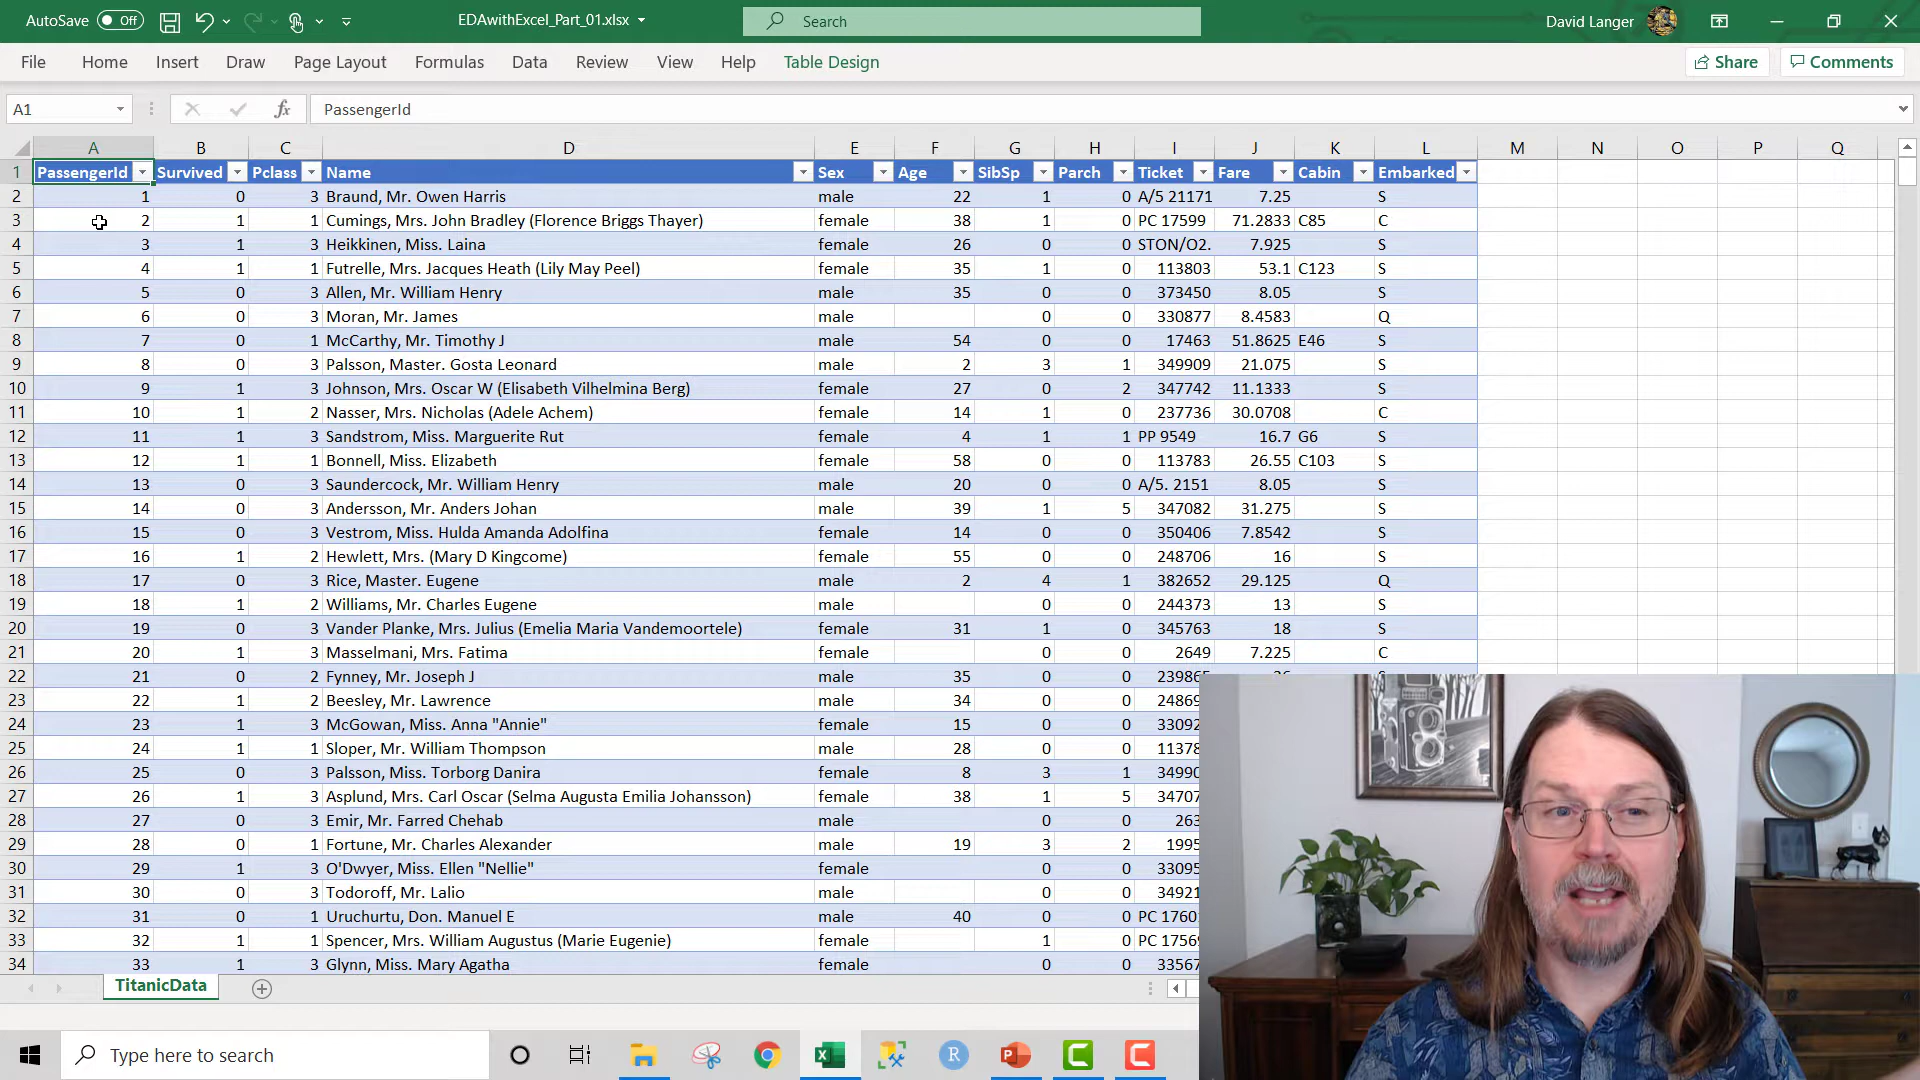 AutoSave Off EDAwithExcel_Part_01.xlsx Search David Langer
File Home Insert Draw Page Layout Formulas Data Review View Help Table Design Share Comments
A1 fx PassengerId
A B C D E F G H I J K L M N O P Q
1 PassengerId Survived Pclass Name Sex Age SibSp Parch Ticket Fare Cabin Embarked
2 1 0 3 Braund, Mr. Owen Harris male 22 1 0 A/5 21171 7.25 S
3 2 1 1 Cumings, Mrs. John Bradley (Florence Briggs Thayer) female 38 1 0 PC 17599 71.2833 C85 C
4 3 1 3 Heikkinen, Miss. Laina female 26 0 0 STON/O2. 7.925 S
5 4 1 1 Futrelle, Mrs. Jacques Heath (Lily May Peel) female 35 1 0 113803 53.1 C123 S
6 5 0 3 Allen, Mr. William Henry male 35 0 0 373450 8.05 S
7 6 0 3 Moran, Mr. James male 0 0 330877 8.4583 Q
8 7 0 1 McCarthy, Mr. Timothy J male 54 0 0 17463 51.8625 E46 S
9 8 0 3 Palsson, Master. Gosta Leonard male 2 3 1 349909 21.075 S
10 9 1 3 Johnson, Mrs. Oscar W (Elisabeth Vilhelmina Berg) female 27 0 2 347742 11.1333 S
11 10 1 2 Nasser, Mrs. Nicholas (Adele Achem) female 14 1 0 237736 30.0708 C
12 11 1 3 Sandstrom, Miss. Marguerite Rut female 4 1 1 PP 9549 16.7 G6 S
13 12 1 1 Bonnell, Miss. Elizabeth female 58 0 0 113783 26.55 C103 S
14 13 0 3 Saundercock, Mr. William Henry male 20 0 0 A/5. 2151 8.05 S
15 14 0 3 Andersson, Mr. Anders Johan male 39 1 5 347082 31.275 S
16 15 0 3 Vestrom, Miss. Hulda Amanda Adolfina female 14 0 0 350406 7.8542 S
17 16 1 2 Hewlett, Mrs. (Mary D Kingcome) female 55 0 0 248706 16 S
18 17 0 3 Rice, Master. Eugene male 2 4 1 382652 29.125 Q
19 18 1 2 Williams, Mr. Charles Eugene male 0 0 244373 13 S
20 19 0 3 Vander Planke, Mrs. Julius (Emelia Maria Vandemoortele) female 31 1 0 345763 18 S
21 20 1 3 Masselmani, Mrs. Fatima female 0 0 2649 7.225 C
22 21 0 2 Fynney, Mr. Joseph J male 35 0 0 239865
23 22 1 2 Beesley, Mr. Lawrence male 34 0 0 24869
24 23 1 3 McGowan, Miss. Anna "Annie" female 15 0 0 33092
25 24 1 1 Sloper, Mr. William Thompson male 28 0 0 11378
26 25 0 3 Palsson, Miss. Torborg Danira female 8 3 1 34990
27 26 1 3 Asplund, Mrs. Carl Oscar (Selma Augusta Emilia Johansson) female 38 1 5 34707
28 27 0 3 Emir, Mr. Farred Chehab male 0 0 263
29 28 0 1 Fortune, Mr. Charles Alexander male 19 3 2 1995
30 29 1 3 O'Dwyer, Miss. Ellen "Nellie" female 0 0 33095
31 30 0 3 Todoroff, Mr. Lalio male 0 0 34921
32 31 0 1 Uruchurtu, Don. Manuel E male 40 0 0 PC 1760
33 32 1 1 Spencer, Mrs. William Augustus (Marie Eugenie) female 1 0 PC 1756
34 33 1 3 Glynn, Miss. Mary Agatha female 0 0 33567
TitanicData
Type here to search